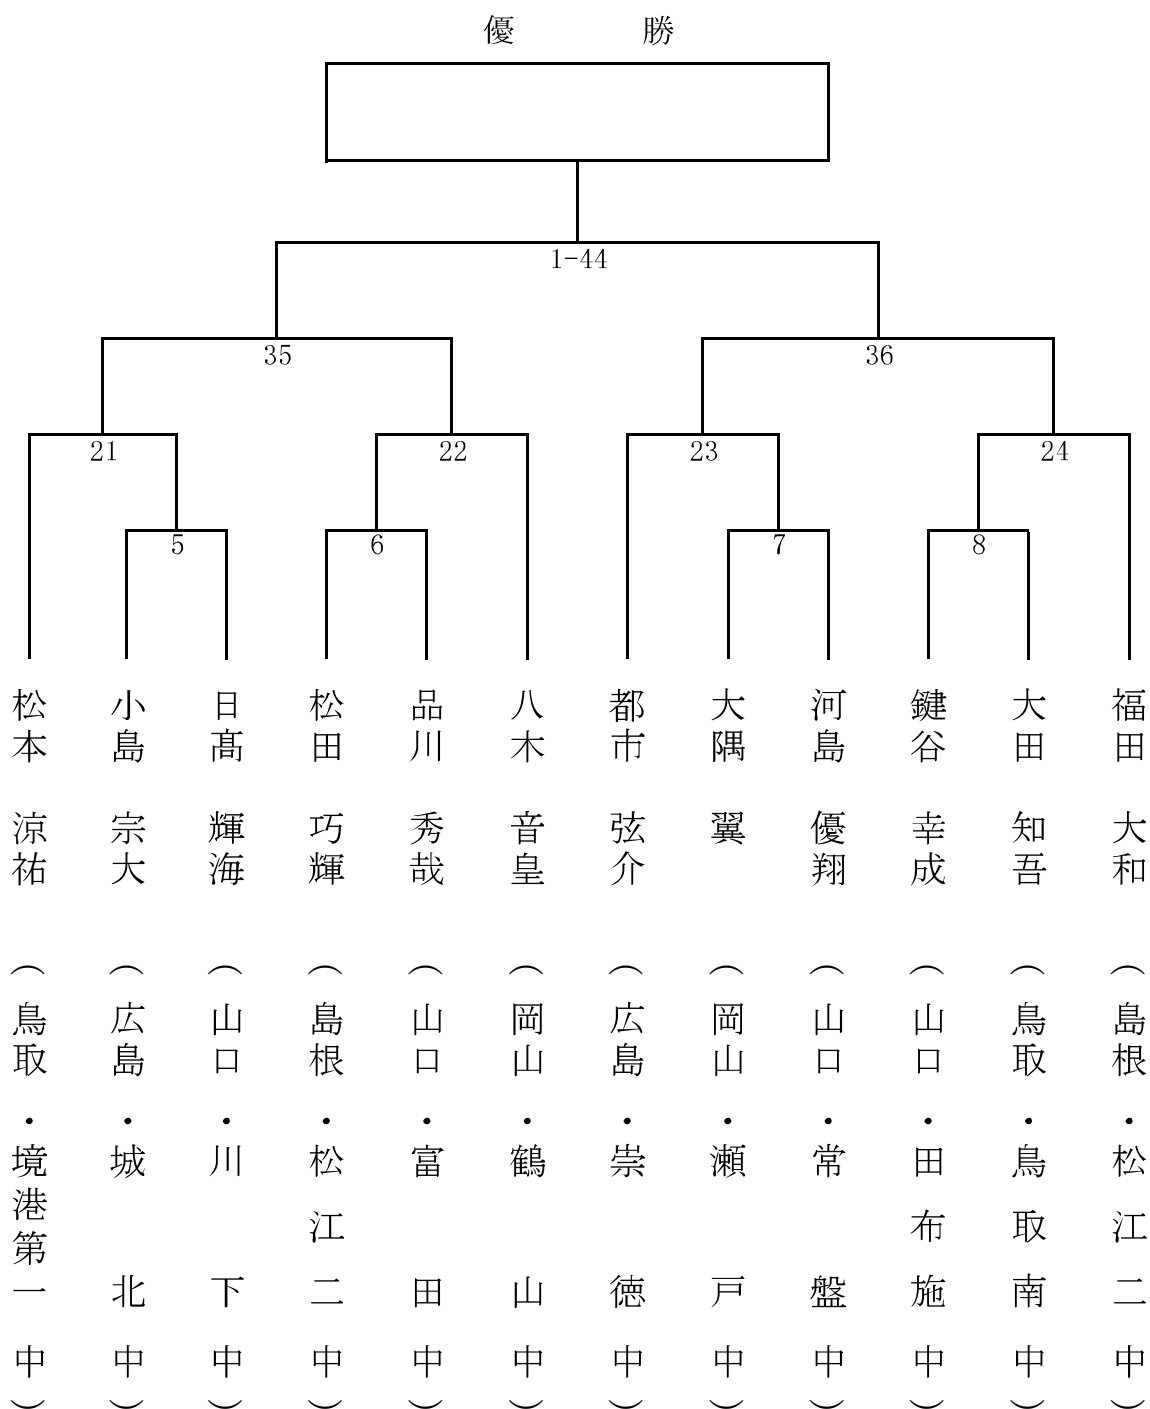 優　勝
1-44
35
36
21
22
23
24
5
6
7
8
松本 涼祐 （鳥取・境港第一中）
小島 宗大 （広島・城北中）
日髙 輝海 （山口・川下中）
松田 巧輝 （島根・松江二中）
品川 秀哉 （山口・富田中）
八木 音皇 （岡山・鶴山中）
都市 弦介 （広島・崇徳中）
大隅 翼 （岡山・瀬戸中）
河島 優翔 （山口・常盤中）
鍵谷 幸成 （山口・田布施中）
大田 知吾 （鳥取・鳥取南中）
福田 大和 （島根・松江二中）